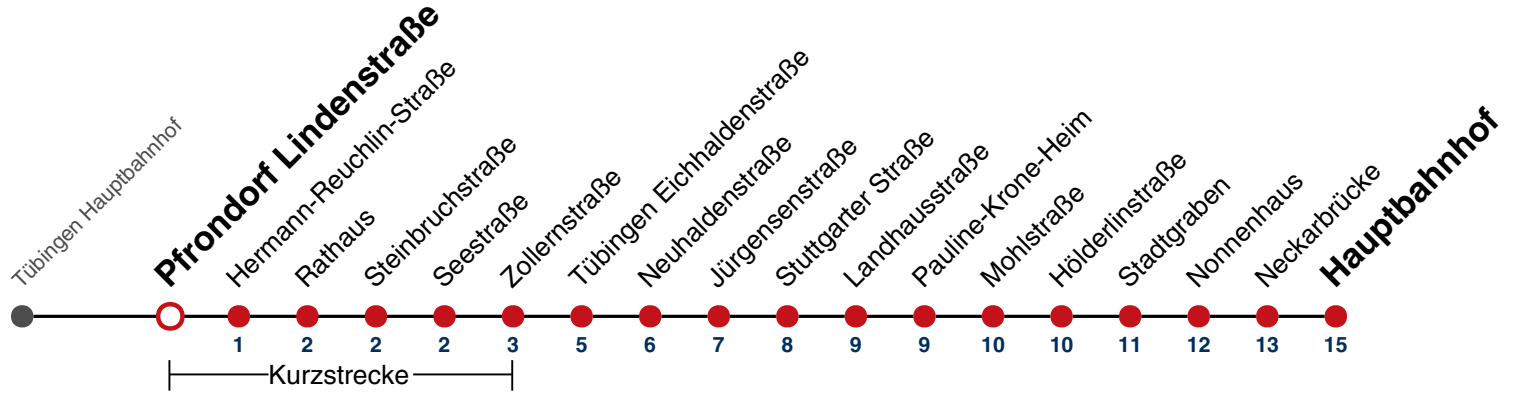 Tübingen Hauptbahnhof
Pfrondorf Lindenstraße
Hermann-Reuchlin-Straße
Rathaus
Steinbruchstraße
Seestraße
Zollernstraße
Tübingen Eichhaldenstraße
Neuhaldenstraße
Jürgensenstraße
Stuttgarter Straße
Landhausstraße
Pauline-Krone-Heim
Mohlstraße
Hölderlinstraße
Stadtgraben
Nonnenhaus
Neckarbrücke
Hauptbahnhof
1 2 2 2 3 5 6 7 8 9 9 10 10 11 12 13 15
Kurzstrecke